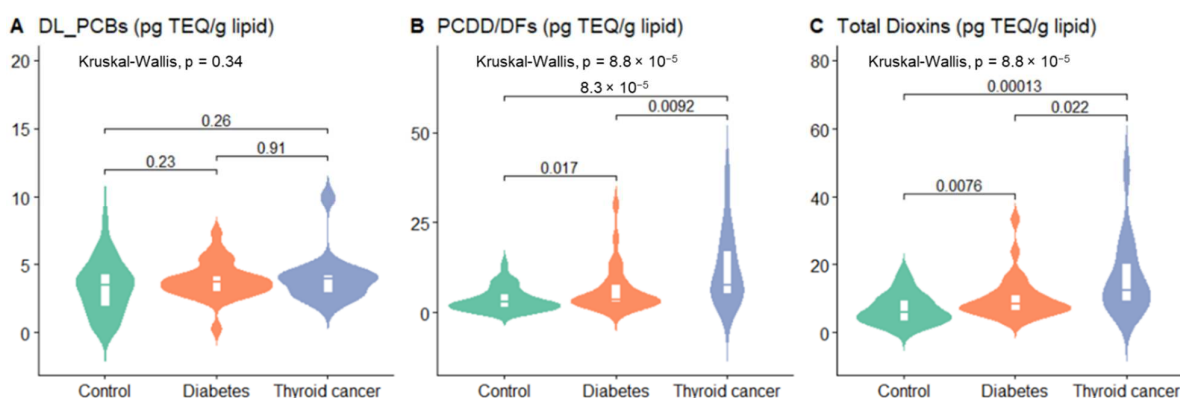 A DL_PCBs (pg TEQ/g lipid)
Kruskal-Wallis, p = 0.34
20
15
10
5
0
0.26
0.23
0.91
Control Diabetes Thyroid cancer
B PCDD/DFs (pg TEQ/g lipid)
Kruskal-Wallis, p = 8.8 × 10⁻⁵
50
25
0
8.3 × 10⁻⁵
0.0092
0.017
Control Diabetes Thyroid cancer
C Total Dioxins (pg TEQ/g lipid)
Kruskal-Wallis, p = 8.8 × 10⁻⁵
80
60
40
20
0
0.00013
0.022
0.0076
Control Diabetes Thyroid cancer